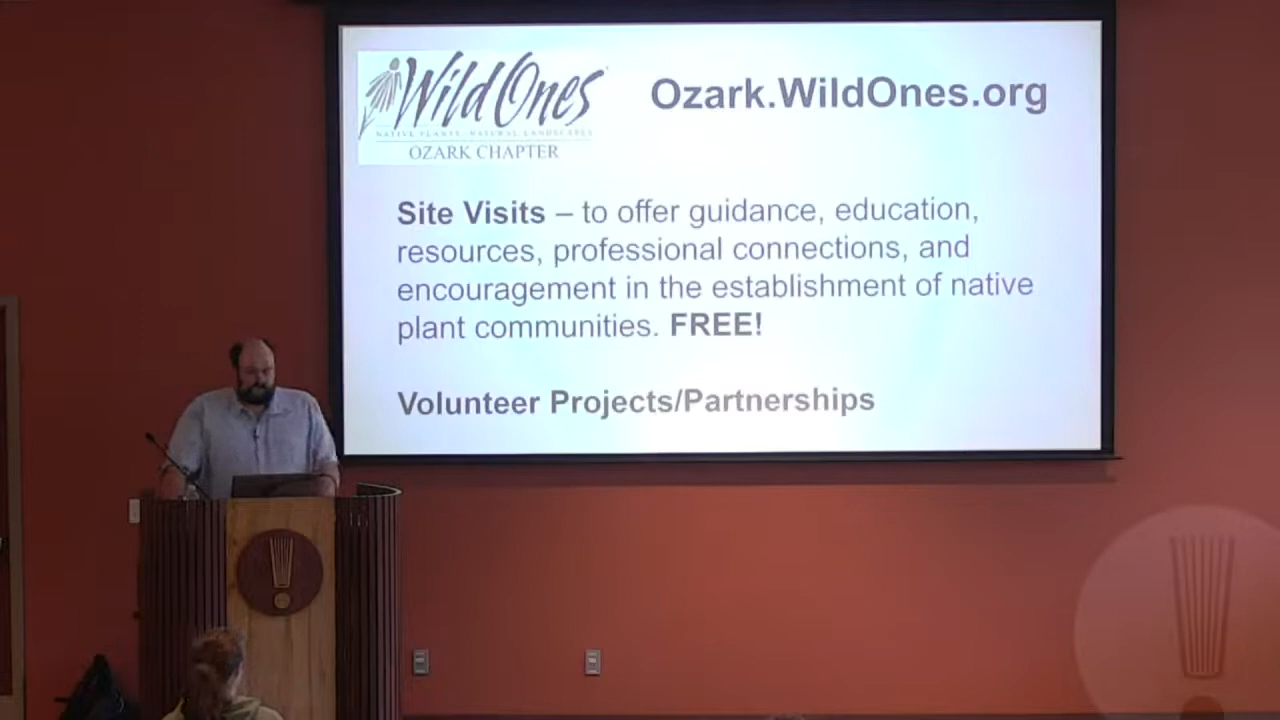 Wild Ones
NATIVE PLANTS, NATURAL LANDSCAPES
OZARK CHAPTER
Ozark.WildOnes.org
Site Visits – to offer guidance, education,
resources, professional connections, and
encouragement in the establishment of native
plant communities. FREE!
Volunteer Projects/Partnerships